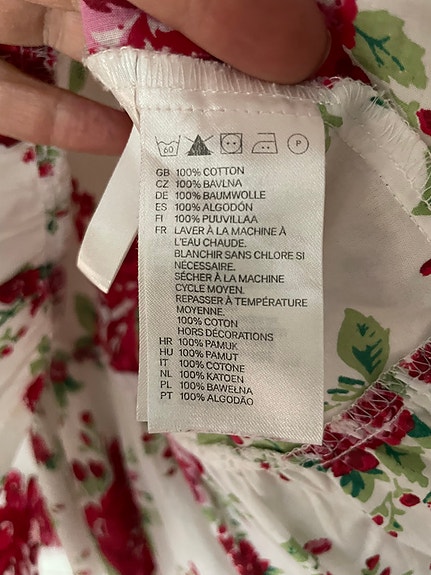 60 P
GB 100% COTTON
CZ 100% BAVLNA
DE 100% BAUMWOLLE
ES 100% ALGODÓN
FI 100% PUUVILLAA
FR LAVER À LA MACHINE À
L'EAU CHAUDE.
BLANCHIR SANS CHLORE SI
NÉCESSAIRE.
SÉCHER À LA MACHINE
CYCLE MOYEN.
REPASSER À TEMPÉRATURE
MOYENNE.
100% COTON
HORS DÉCORATIONS
HR 100% PAMUK
HU 100% PAMUT
IT 100% COTONE
NL 100% KATOEN
PL 100% BAWEŁNA
PT 100% ALGODÃO